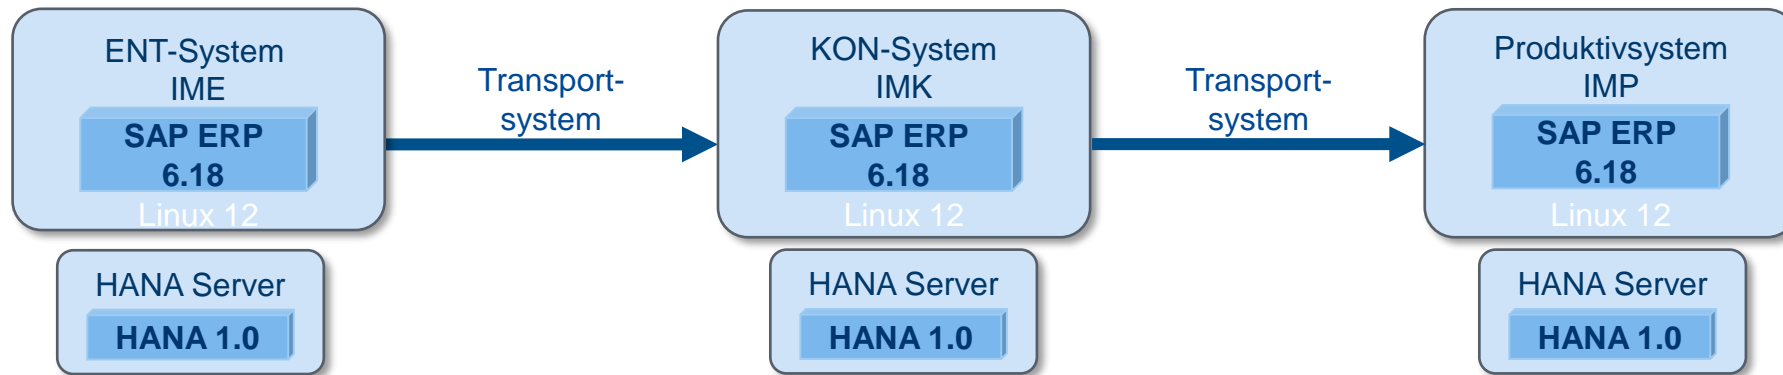 ENT-System
IME
SAP ERP
6.18
Linux 12
HANA Server
HANA 1.0
Transport-
system
KON-System
IMK
SAP ERP
6.18
Linux 12
HANA Server
HANA 1.0
Transport-
system
Produktivsystem
IMP
SAP ERP
6.18
Linux 12
HANA Server
HANA 1.0